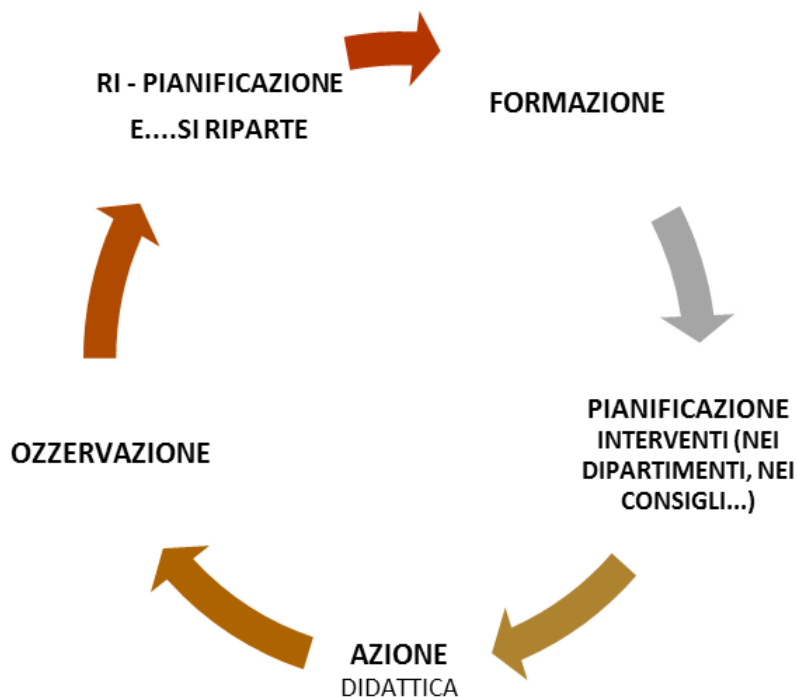 RI - PIANIFICAZIONE
E....SI RIPARTE
FORMAZIONE
PIANIFICAZIONE
INTERVENTI (NEI
DIPARTIMENTI, NEI
CONSIGLI...)
AZIONE
DIDATTICA
OZZERVAZIONE